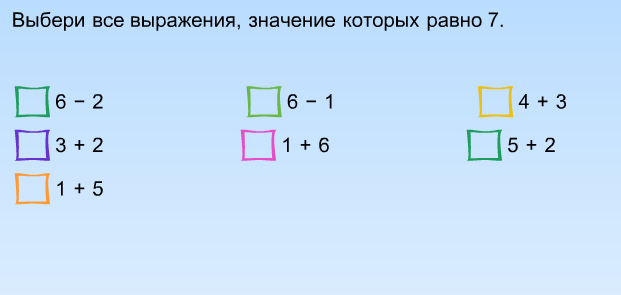 Выбери все выражения, значение которых равно 7.
6 − 2
6 − 1
4 + 3
3 + 2
1 + 6
5 + 2
1 + 5